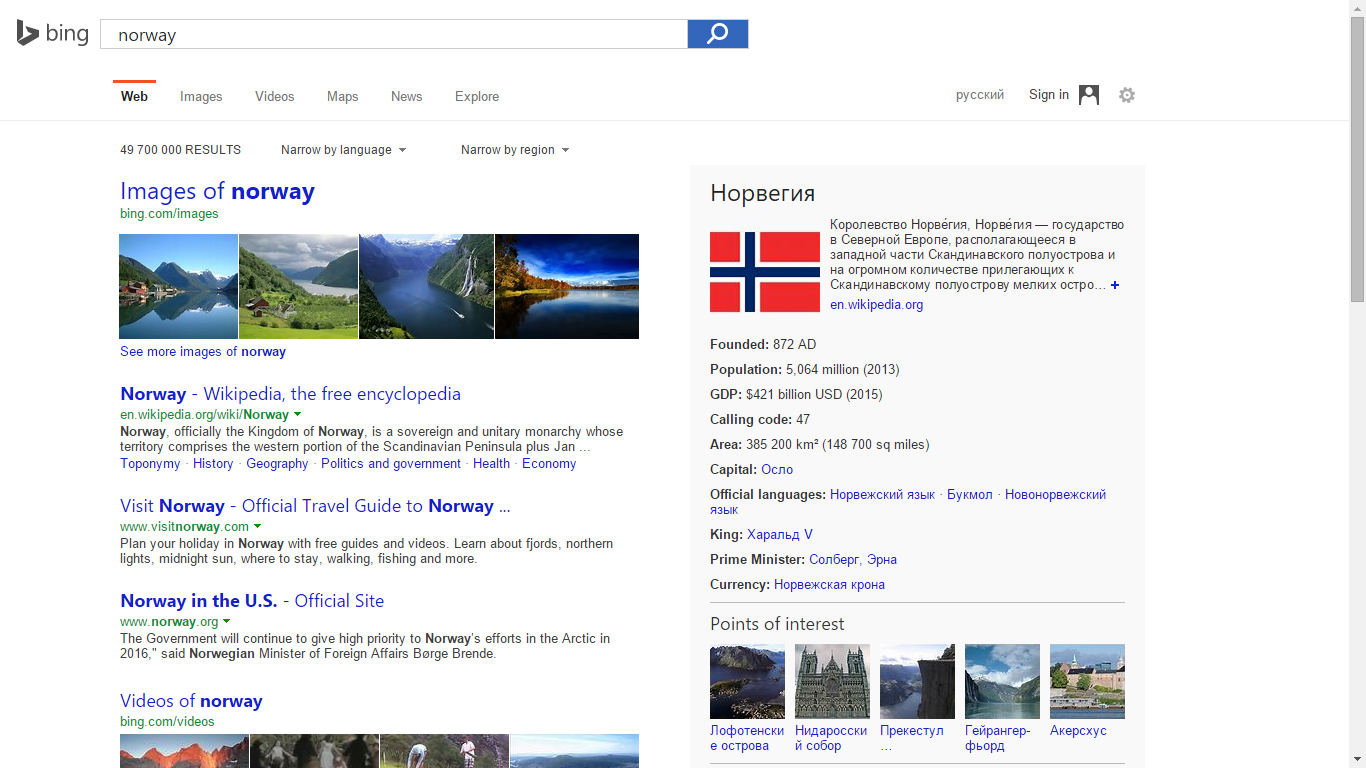 bing
norway
Web Images Videos Maps News Explore
русский Sign in
49 700 000 RESULTS Narrow by language Narrow by region
Images of norway
bing.com/images
See more images of norway
Norway - Wikipedia, the free encyclopedia
en.wikipedia.org/wiki/Norway
Norway, officially the Kingdom of Norway, is a sovereign and unitary monarchy whose
territory comprises the western portion of the Scandinavian Peninsula plus Jan ...
Toponymy · History · Geography · Politics and government · Health · Economy
Visit Norway - Official Travel Guide to Norway ...
www.visitnorway.com
Plan your holiday in Norway with free guides and videos. Learn about fjords, northern
lights, midnight sun, where to stay, walking, fishing and more.
Norway in the U.S. - Official Site
www.norway.org
The Government will continue to give high priority to Norway's efforts in the Arctic in
2016," said Norwegian Minister of Foreign Affairs Børge Brende.
Videos of norway
bing.com/videos
Норвегия
Короле́вство Норве́гия, Норве́гия — государство
в Северной Европе, располагающееся в
западной части Скандинавского полуострова и
на огромном количестве прилегающих к
Скандинавскому полуострову мелких остро… +
en.wikipedia.org
Founded: 872 AD
Population: 5,064 million (2013)
GDP: $421 billion USD (2015)
Calling code: 47
Area: 385 200 km² (148 700 sq miles)
Capital: Осло
Official languages: Норвежский язык · Букмол · Новонорвежский
язык
King: Харальд V
Prime Minister: Солберг, Эрна
Currency: Норвежская крона
Points of interest
Лофотенски
е острова
Нидаросски
й собор
Прекестул
…
Гейрангер-
фьорд
Акерсхус